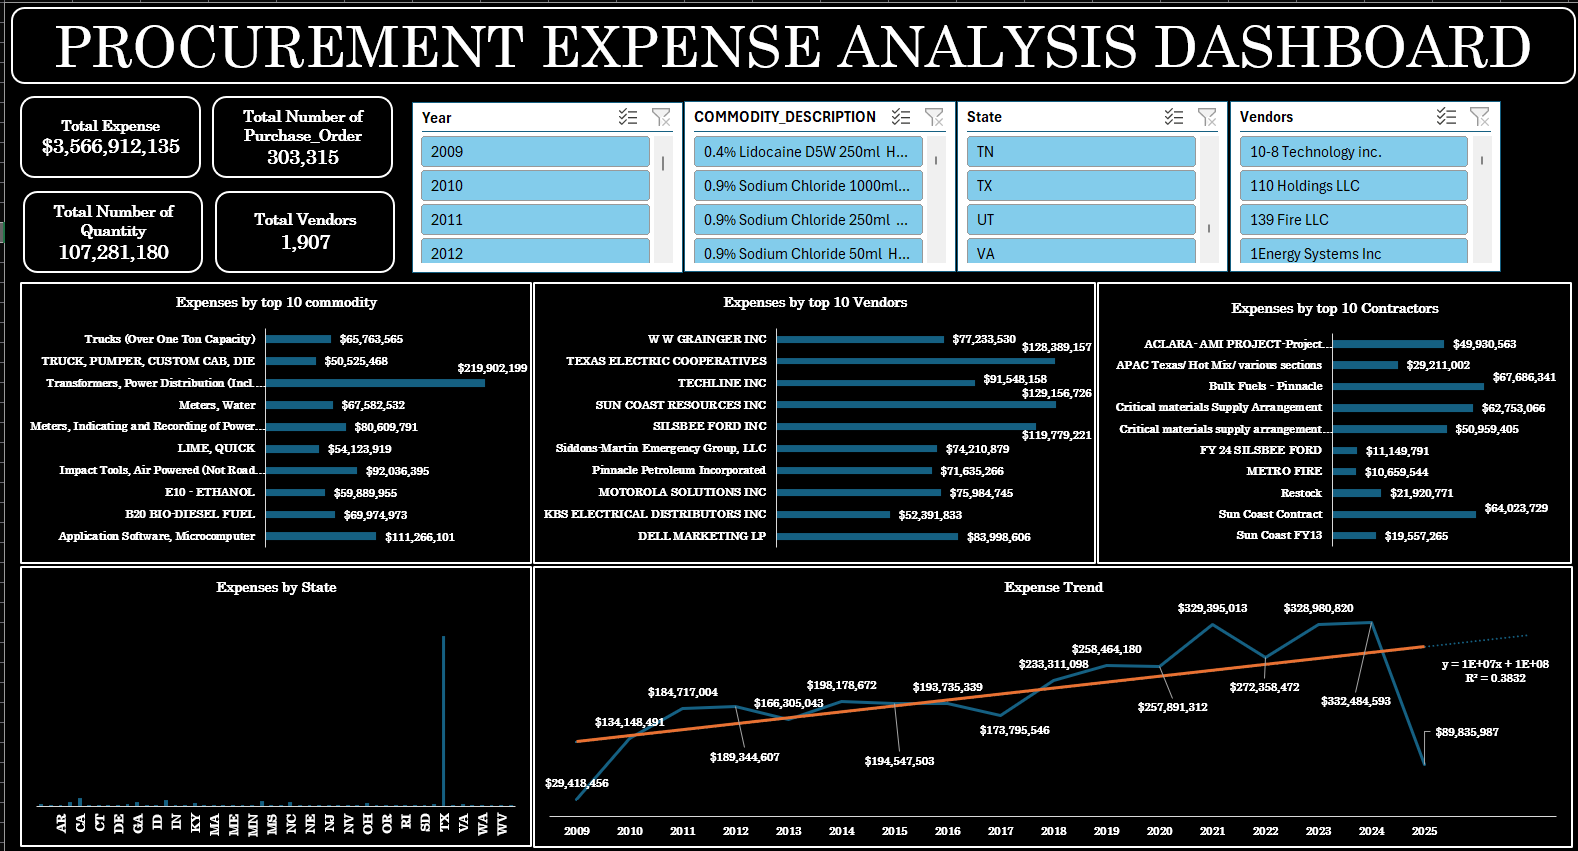 PROCUREMENT EXPENSE ANALYSIS DASHBOARD
Total Expense
$3,566,912,135
Total Number of
Purchase_Order
303,315
Total Number of
Quantity
107,281,180
Total Vendors
1,907
Year
2009
2010
2011
2012
COMMODITY_DESCRIPTION
0.4% Lidocaine D5W 250ml H...
0.9% Sodium Chloride 1000ml...
0.9% Sodium Chloride 250ml ...
0.9% Sodium Chloride 50ml H...
State
TN
TX
UT
VA
Vendors
10-8 Technology inc.
110 Holdings LLC
139 Fire LLC
1Energy Systems Inc
Expenses by top 10 commodity
Trucks (Over One Ton Capacity) $65,763,565
TRUCK, PUMPER, CUSTOM CAB, DIE $50,525,468
Transformers, Power Distribution (Incl.... $219,902,199
Meters, Water $67,582,532
Meters, Indicating and Recording of Power... $80,609,791
LIME, QUICK $54,123,919
Impact Tools, Air Powered (Not Road... $92,036,395
E10 - ETHANOL $59,889,955
B20 BIO-DIESEL FUEL $69,974,973
Application Software, Microcomputer $111,266,101
Expenses by top 10 Vendors
W W GRAINGER INC $77,233,530
TEXAS ELECTRIC COOPERATIVES $128,389,157
TECHLINE INC $91,548,158
SUN COAST RESOURCES INC $129,156,726
SILSBEE FORD INC $119,779,221
Siddons-Martin Emergency Group, LLC $74,210,879
Pinnacle Petroleum Incorporated $71,635,266
MOTOROLA SOLUTIONS INC $75,984,745
KBS ELECTRICAL DISTRIBUTORS INC $52,391,833
DELL MARKETING LP $83,998,606
Expenses by top 10 Contractors
ACLARA- AMI PROJECT-Project... $49,930,563
APAC Texas/ Hot Mix/ various sections $29,211,002
Bulk Fuels - Pinnacle $67,686,341
Critical materials Supply Arrangement $62,753,066
Critical materials supply arrangement... $50,959,405
FY 24 SILSBEE FORD $11,149,791
METRO FIRE $10,659,544
Restock $21,920,771
Sun Coast Contract $64,023,729
Sun Coast FY13 $19,557,265
Expenses by State
AR CA CT DE GA ID IN KY MA ME MN MS NC NE NJ NV OH OR RI SD TX VA WA WV
Expense Trend
$329,395,013 $328,980,820
$258,464,180
$233,311,098
$198,178,672 $193,735,339
$184,717,004
$166,305,043
$134,148,491
$272,358,472
$332,484,593
$257,891,312
$173,795,546
$189,344,607
$194,547,503
$29,418,456
y = 1E+07x + 1E+08
R² = 0.3832
$89,835,987
2009 2010 2011 2012 2013 2014 2015 2016 2017 2018 2019 2020 2021 2022 2023 2024 2025